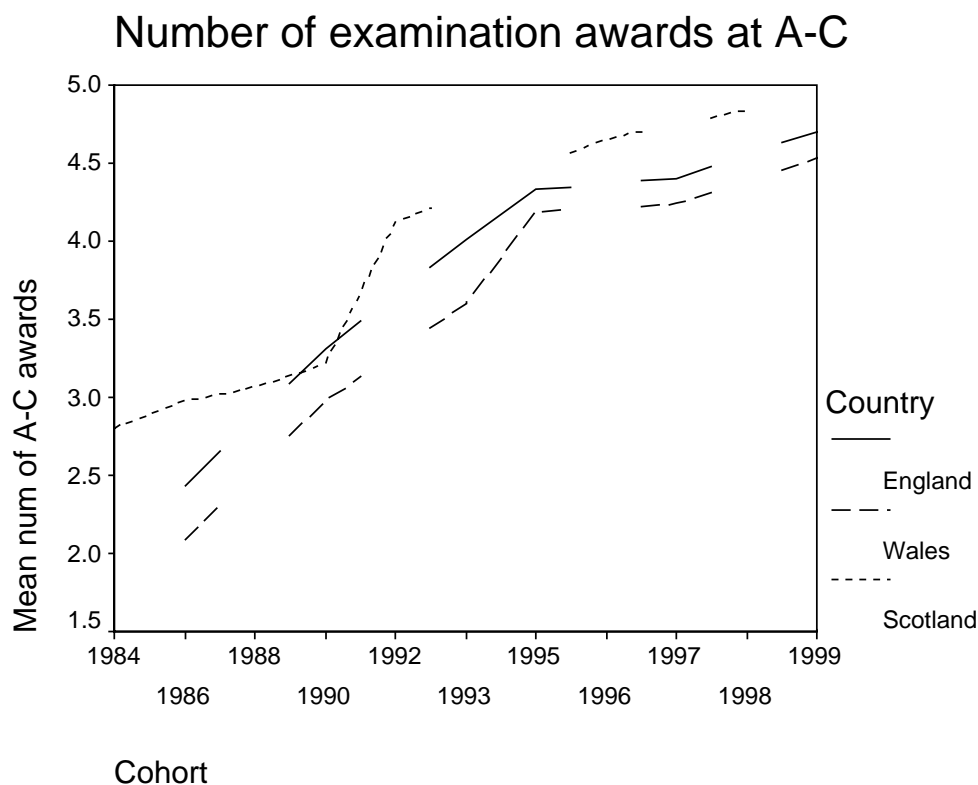 Number of examination awards at A-C
Mean num of A-C awards
5.0
4.5
4.0
3.5
3.0
2.5
2.0
1.5
1984 1988 1992 1995 1997 1999
1986 1990 1993 1996 1998
Cohort
Country
England
Wales
Scotland